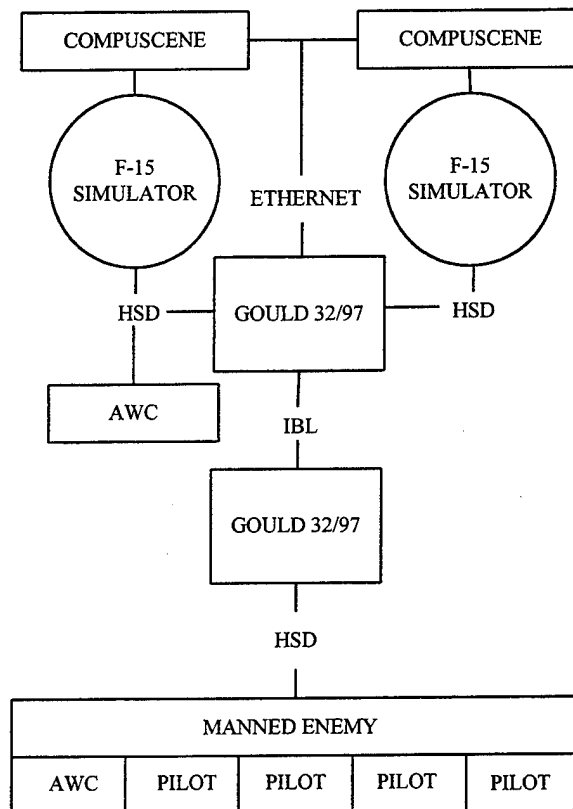 COMPUSCENE
COMPUSCENE
F-15
SIMULATOR
F-15
SIMULATOR
ETHERNET
HSD
GOULD 32/97
HSD
AWC
IBL
GOULD 32/97
HSD
MANNED ENEMY
AWC PILOT PILOT PILOT PILOT